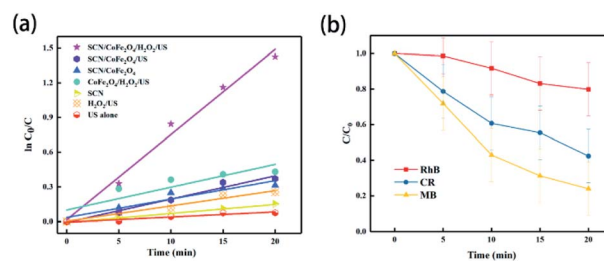 (a)
SCN/CoFe₂O₄/H₂O₂/US
SCN/CoFe₂O₄/US
SCN/CoFe₂O₄
CoFe₂O₄/H₂O₂/US
SCN
H₂O₂/US
US alone
ln C₀/C
1.5
1.2
0.9
0.6
0.3
0.0
0
5
10
15
20
Time (min)
(b)
C/C₀
1.0
0.8
0.6
0.4
0.2
0.0
RhB
CR
MB
0
5
10
15
20
Time (min)